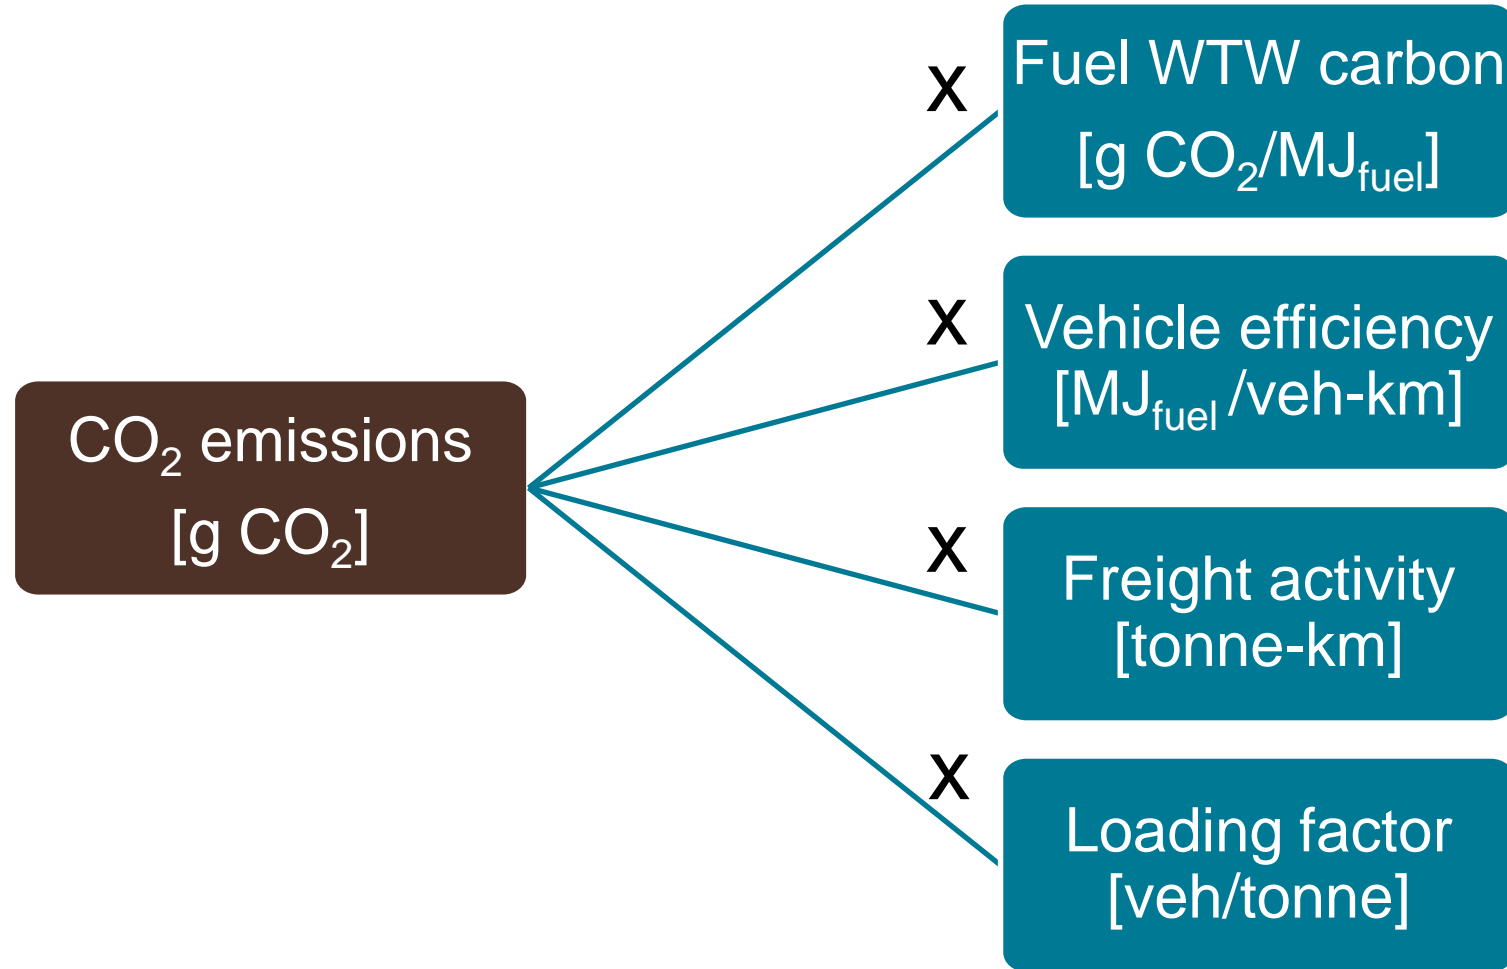 CO₂ emissions
[g CO₂]
X
Fuel WTW carbon
[g CO₂/MJfuel]
X
Vehicle efficiency
[MJfuel /veh-km]
X
Freight activity
[tonne-km]
X
Loading factor
[veh/tonne]